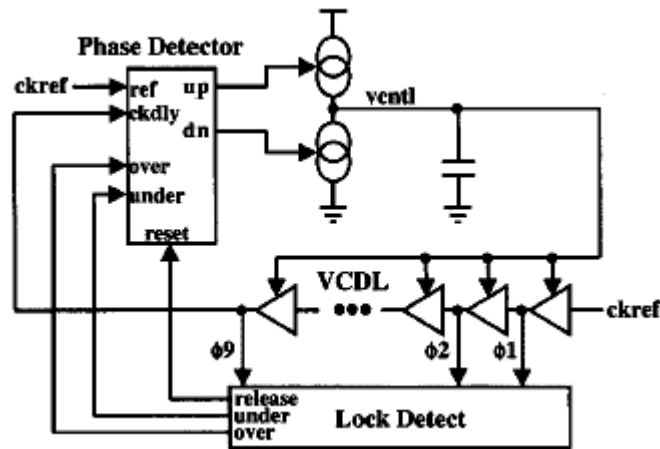 Phase Detector
ckref
ref
up
ckdly
dn
over
under
reset
vcntl
VCDL
ckref
ϕ9
ϕ2
ϕ1
release
under
over
Lock Detect